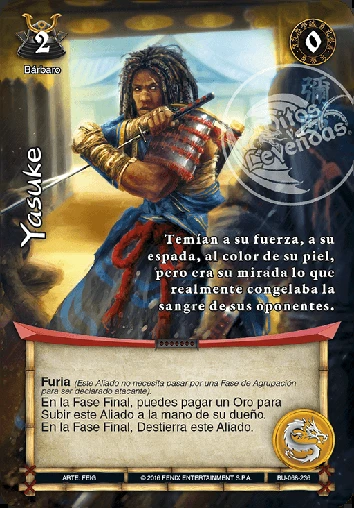 2
0
Bárbaro
Mitos y
Leyendas
Yasuke
Temían a su fuerza, a su
espada, al color de su piel,
pero era su mirada lo que
realmente congelaba la
sangre de sus oponentes.
Furia (Este Aliado no necesita pasar por una Fase de Agrupación
para ser declarado atacante).
En la Fase Final, puedes pagar un Oro para
Subir este Aliado a la mano de su dueño.
En la Fase Final, Destierra este Aliado.
ARTE: FEIG
© 2016 FENIX ENTERTAINMENT S.P.A.